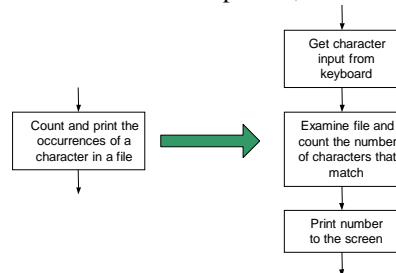 Count and print the
occurrences of a
character in a file
Get character
input from
keyboard
Examine file and
count the number
of characters that
match
Print number
to the screen